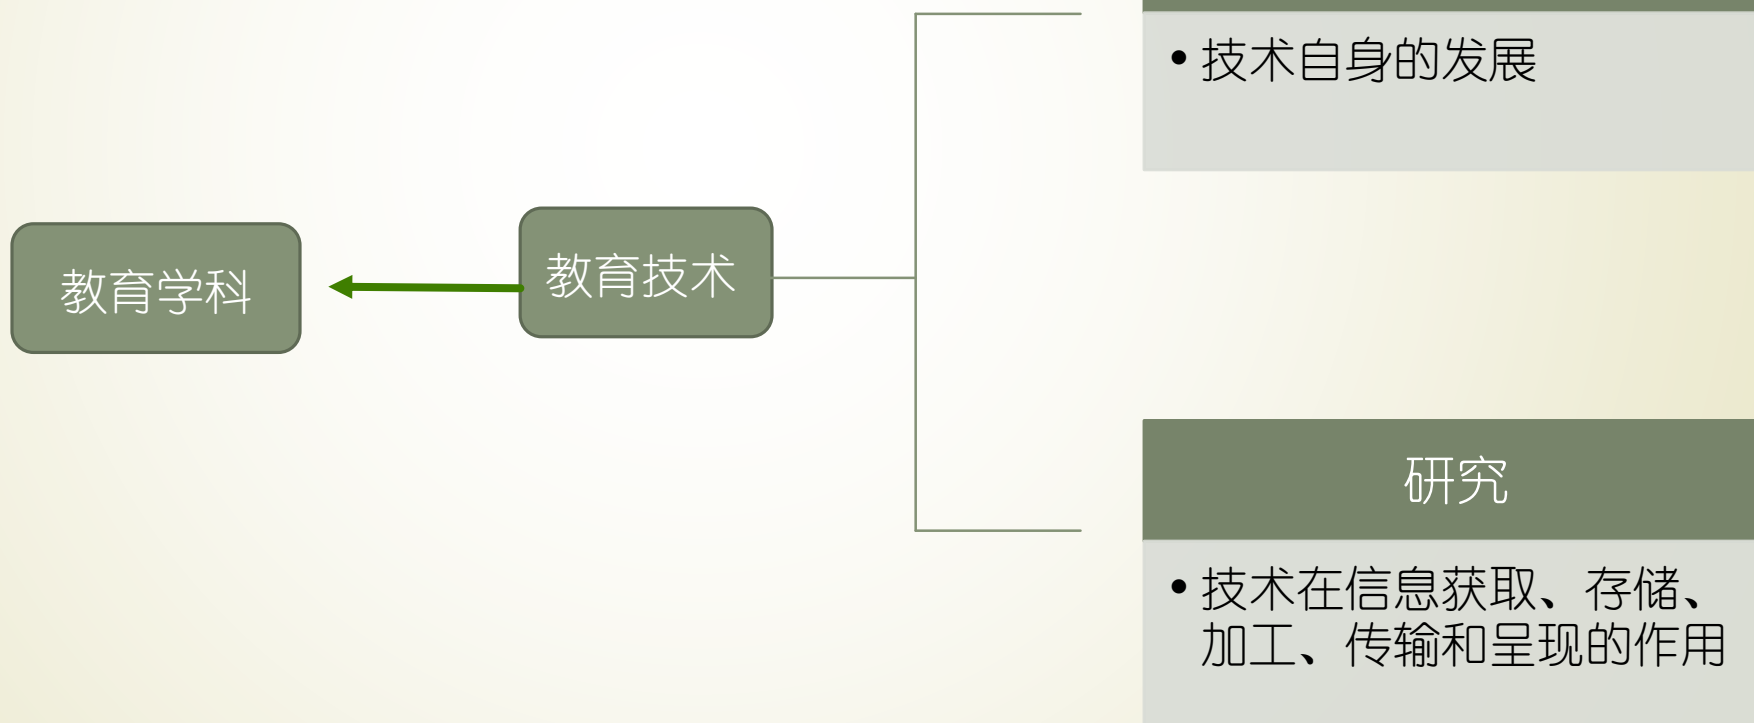 • 技术自身的发展
教育学科
教育技术
研究
• 技术在信息获取、存储、
加工、传输和呈现的作用